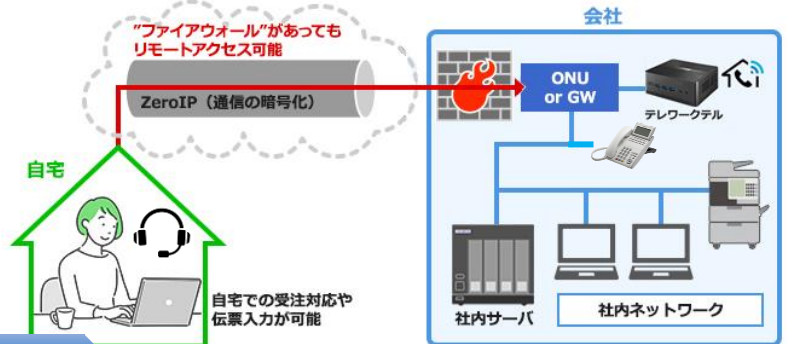 "ファイアウォール"があっても
リモートアクセス可能
ZeroIP（通信の暗号化）
自宅
自宅での受注対応や
伝票入力が可能
会社
ONU
or GW
テレワークテル
社内サーバ
社内ネットワーク